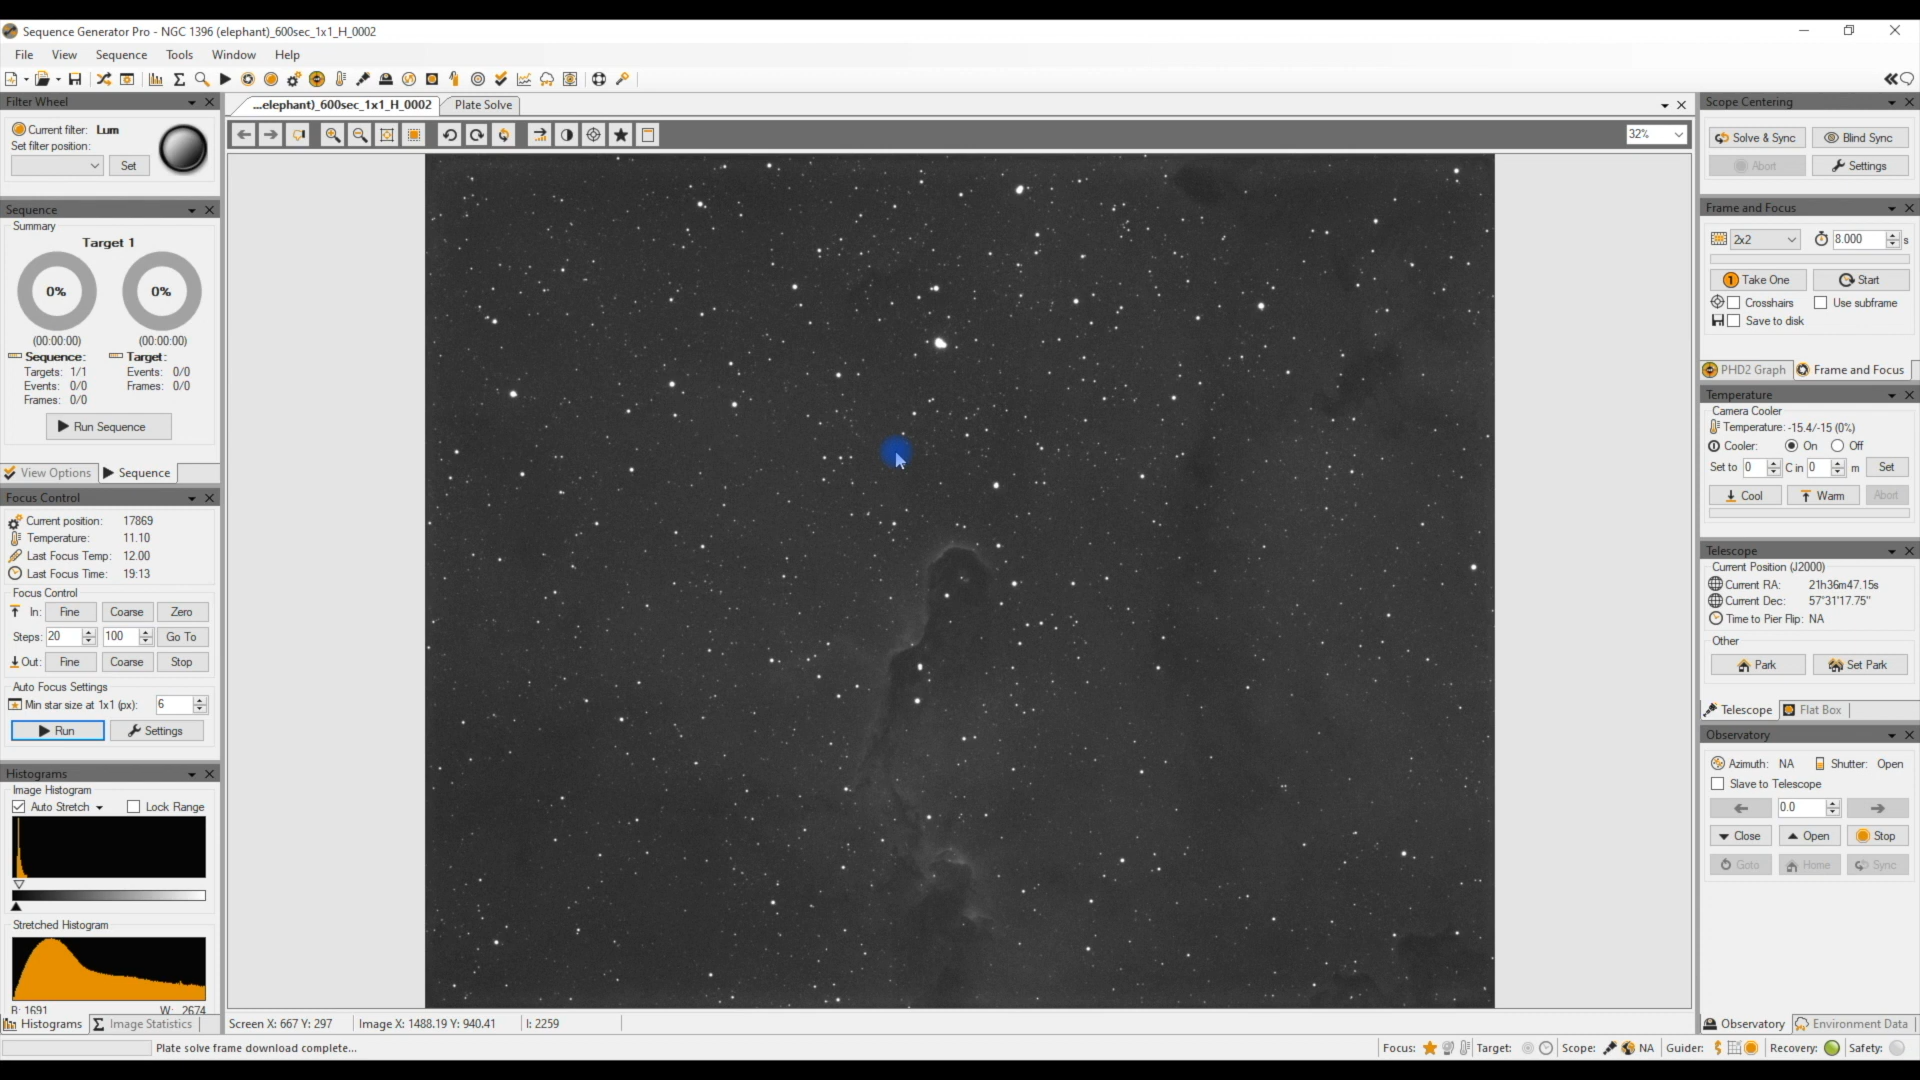 Sequence Generator Pro - NGC 1396 (elephant)_600sec_1x1_H_0002
File View Sequence Tools Window Help
Filter Wheel
Current filter: Lum
Set filter position:
Set
Sequence
Summary
Target 1
0% 0%
(00:00:00) (00:00:00)
Sequence: Target:
Targets: 1/1 Events: 0/0
Events: 0/0 Frames: 0/0
Frames: 0/0
Run Sequence
View Options Sequence
Focus Control
Current position: 17869
Temperature: 11.10
Last Focus Temp: 12.00
Last Focus Time: 19:13
Focus Control
In: Fine Coarse Zero
Steps: 20 100 Go To
Out: Fine Coarse Stop
Auto Focus Settings
Min star size at 1x1 (px): 6
Run Settings
Histograms
Image Histogram
Auto Stretch Lock Range
Stretched Histogram
B: 1691 W: 2674
Histograms Image Statistics
...elephant)_600sec_1x1_H_0002 Plate Solve
32%
Screen X: 667 Y: 297 Image X: 1488.19 Y: 940.41 I: 2259
Scope Centering
Solve & Sync Blind Sync
Abort Settings
Frame and Focus
2x2 8.000 s
1 Take One Start
Crosshairs Use subframe
Save to disk
PHD2 Graph Frame and Focus
Temperature
Camera Cooler
Temperature: -15.4/-15 (0%)
Cooler: On Off
Set to 0 C in 0 m Set
Cool Warm Abort
Telescope
Current Position (J2000)
Current RA: 21h36m47.15s
Current Dec: 57°31'17.75"
Time to Pier Flip: NA
Other
Park Set Park
Telescope Flat Box
Observatory
Azimuth: NA Shutter: Open
Slave to Telescope
0.0
Close Open Stop
Goto Home Sync
Observatory Environment Data
Plate solve frame download complete...
Focus: Target: Scope: NA Guider: Recovery: Safety: